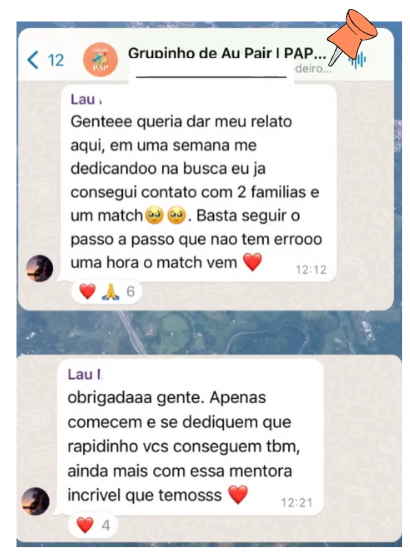 12
Grupinho de Au Pair | PAP...
deiro...
Lau
Genteee queria dar meu relato
aqui, em uma semana me
dedicandoo na busca eu ja
consegui contato com 2 familias e
um match🥹🥹. Basta seguir o
passo a passo que nao tem errooo
uma hora o match vem ❤️
12:12
❤️🙏 6
Lau
obrigadaaa gente. Apenas
comecem e se dediquem que
rapidinho vcs conseguem tbm,
ainda mais com essa mentora
incrivel que temosss ❤️
12:21
❤️ 4